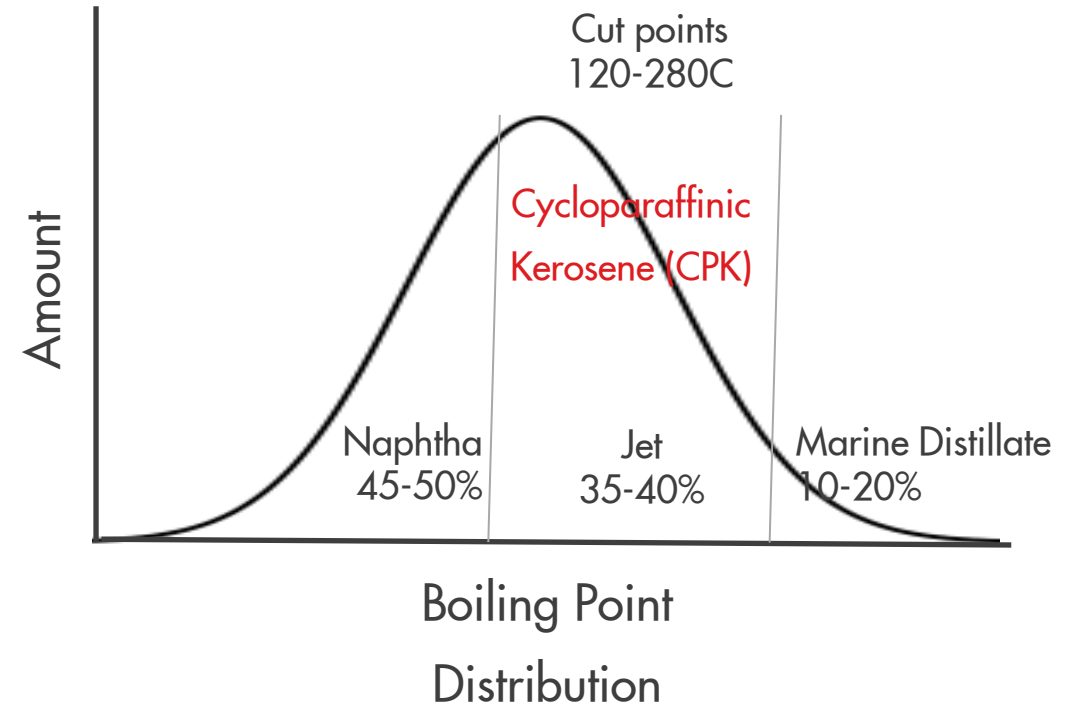 Cut points
120-280C
Amount
Cycloparaffinic
Kerosene (CPK)
Naphtha
45-50%
Jet
35-40%
Marine Distillate
10-20%
Boiling Point
Distribution